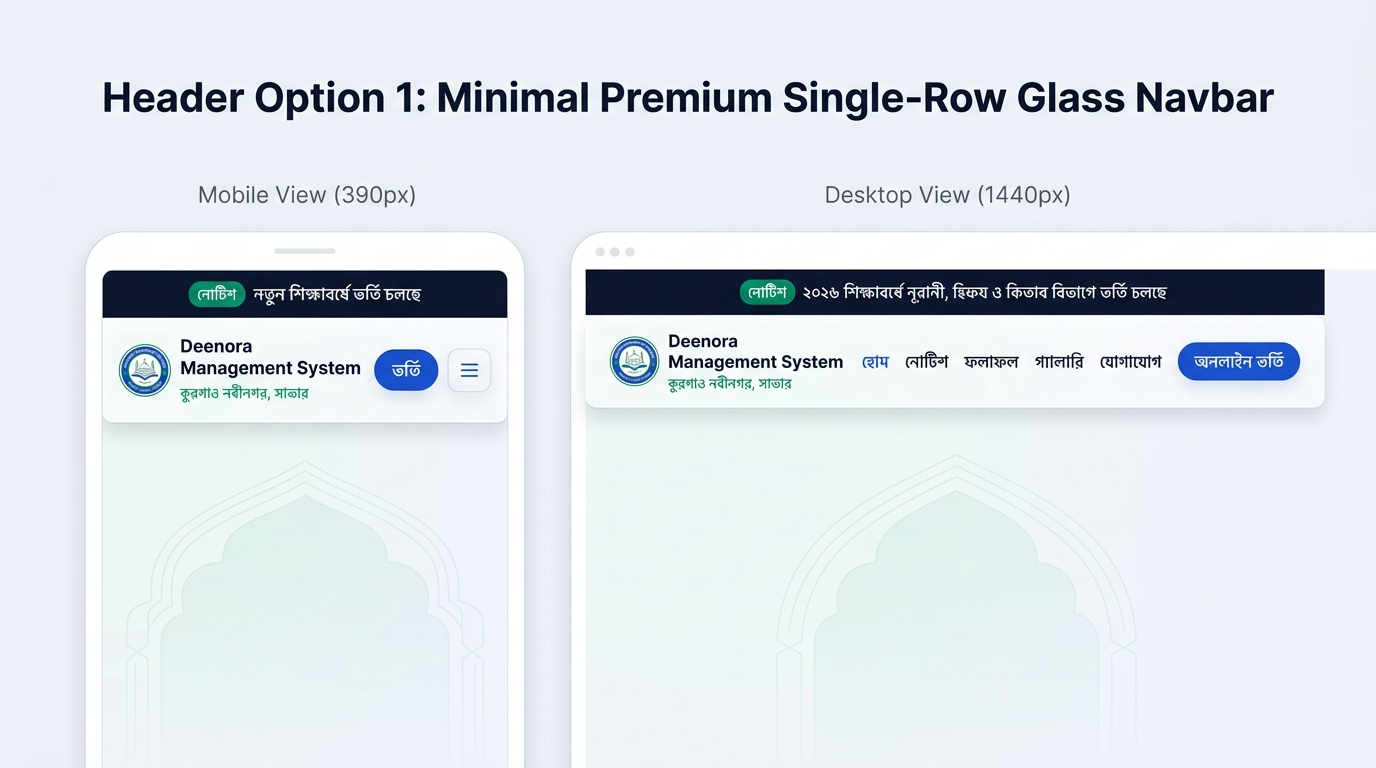 Header Option 1: Minimal Premium Single-Row Glass Navbar
Mobile View (390px)
নোটিশ নতুন শিক্ষাবর্ষে ভর্তি চলছে
Deenora
Management System
কুরগাও নবীনগর, সাভার
ভর্তি
Desktop View (1440px)
নোটিশ ২০২৬ শিক্ষাবর্ষে নূরানী, হিফয ও কিতাব বিভাগে ভর্তি চলছে
Deenora
Management System
কুরগাও নবীনগর, সাভার
হোম নোটিশ ফলাফল গ্যালারি যোগাযোগ অনলাইন ভর্তি